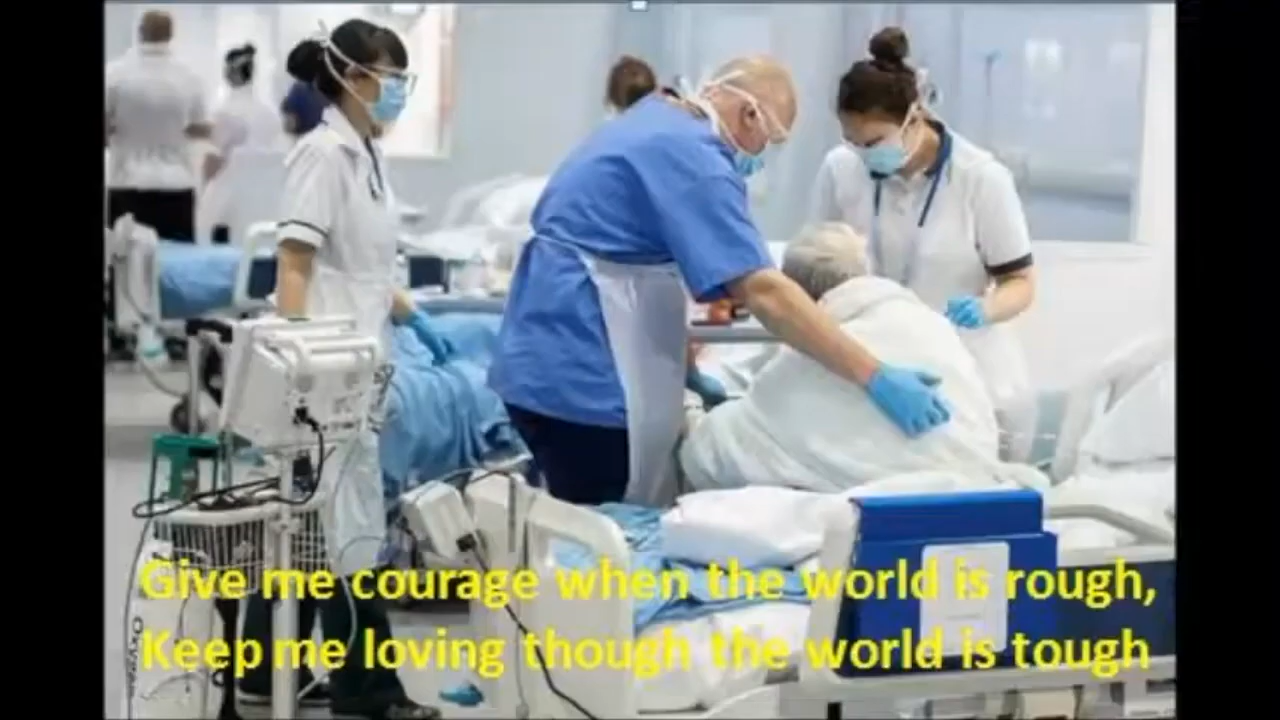 Give me courage when the world is rough,
Keep me loving though the world is tough